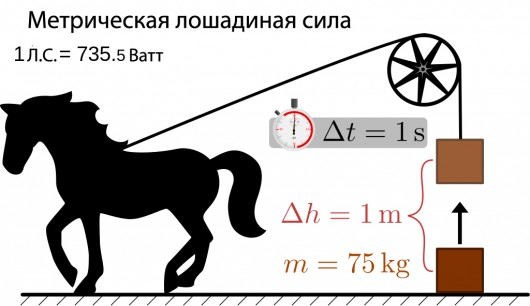 Метрическая лошадиная сила
1 Л.С. = 735.5 Ватт
Δt = 1 s
Δh = 1 m
m = 75 kg